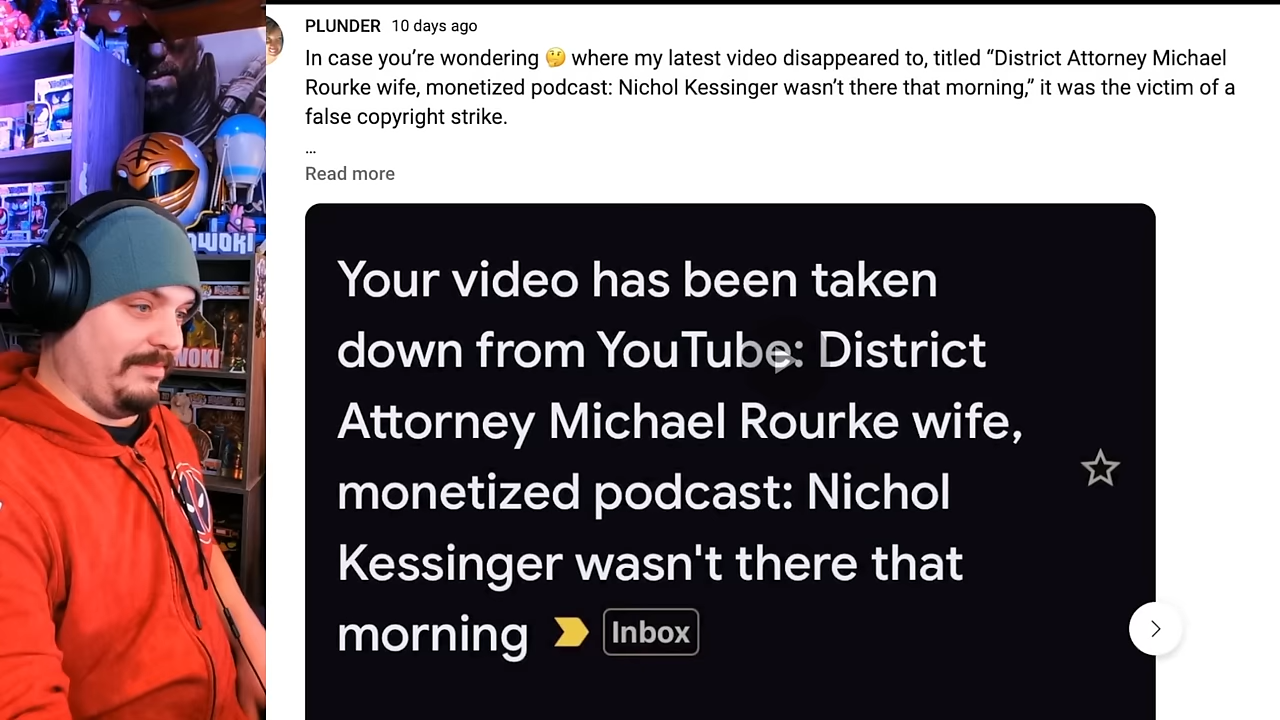 PLUNDER 10 days ago
In case you’re wondering 🤔 where my latest video disappeared to, titled “District Attorney Michael
Rourke wife, monetized podcast: Nichol Kessinger wasn’t there that morning,” it was the victim of a
false copyright strike.
...
Read more
Your video has been taken
down from YouTube: District
Attorney Michael Rourke wife,
monetized podcast: Nichol
Kessinger wasn't there that
morning Inbox
WOKI
WOKI